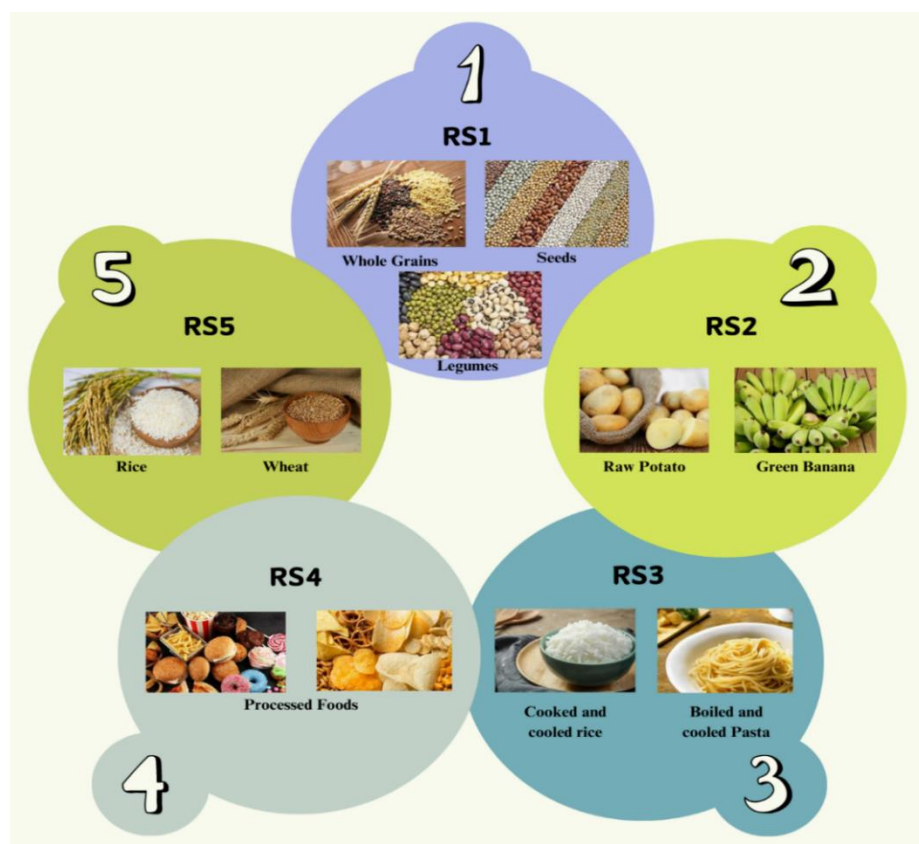 1
RS1
Whole Grains
Seeds
Legumes
2
RS2
Raw Potato
Green Banana
3
RS3
Cooked and
cooled rice
Boiled and
cooled Pasta
4
RS4
Processed Foods
5
RS5
Rice
Wheat